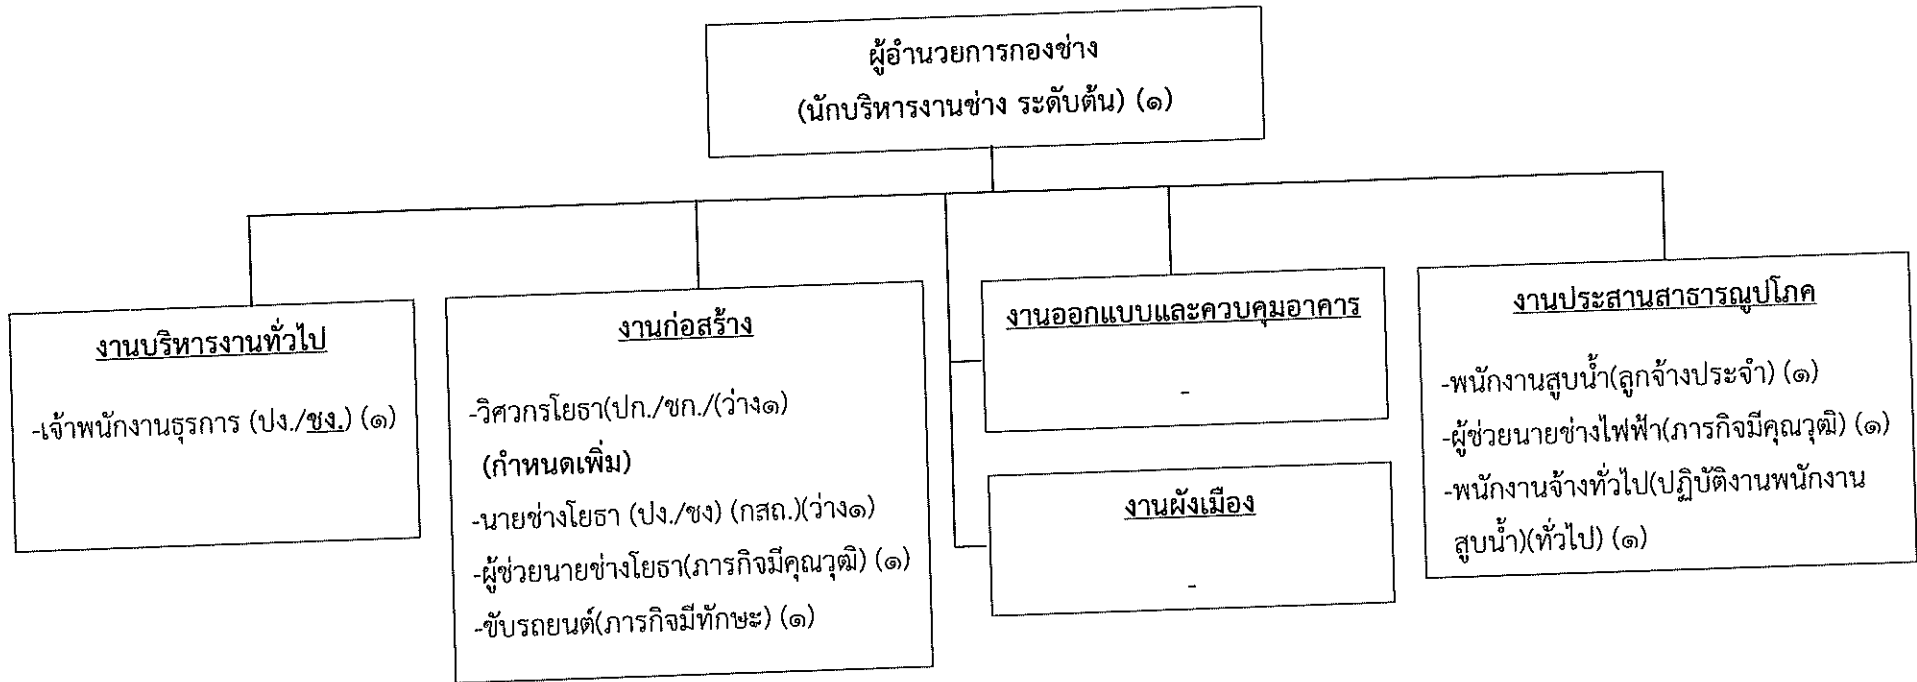 ผู้อำนวยการกองช่าง
(นักบริหารงานช่าง ระดับต้น) (๑)
งานบริหารงานทั่วไป
-เจ้าพนักงานธุรการ (ปง./ชง.) (๑)
งานก่อสร้าง
-วิศวกรโยธา(ปก./ชก./(ว่าง๑)
(กำหนดเพิ่ม)
-นายช่างโยธา (ปง./ชง) (กสถ.)(ว่าง๑)
-ผู้ช่วยนายช่างโยธา(ภารกิจมีคุณวุฒิ) (๑)
-ขับรถยนต์(ภารกิจมีทักษะ) (๑)
งานออกแบบและควบคุมอาคาร
-
งานผังเมือง
-
งานประสานสาธารณูปโภค
-พนักงานสูบน้ำ(ลูกจ้างประจำ) (๑)
-ผู้ช่วยนายช่างไฟฟ้า(ภารกิจมีคุณวุฒิ) (๑)
-พนักงานจ้างทั่วไป(ปฏิบัติงานพนักงาน
สูบน้ำ)(ทั่วไป) (๑)